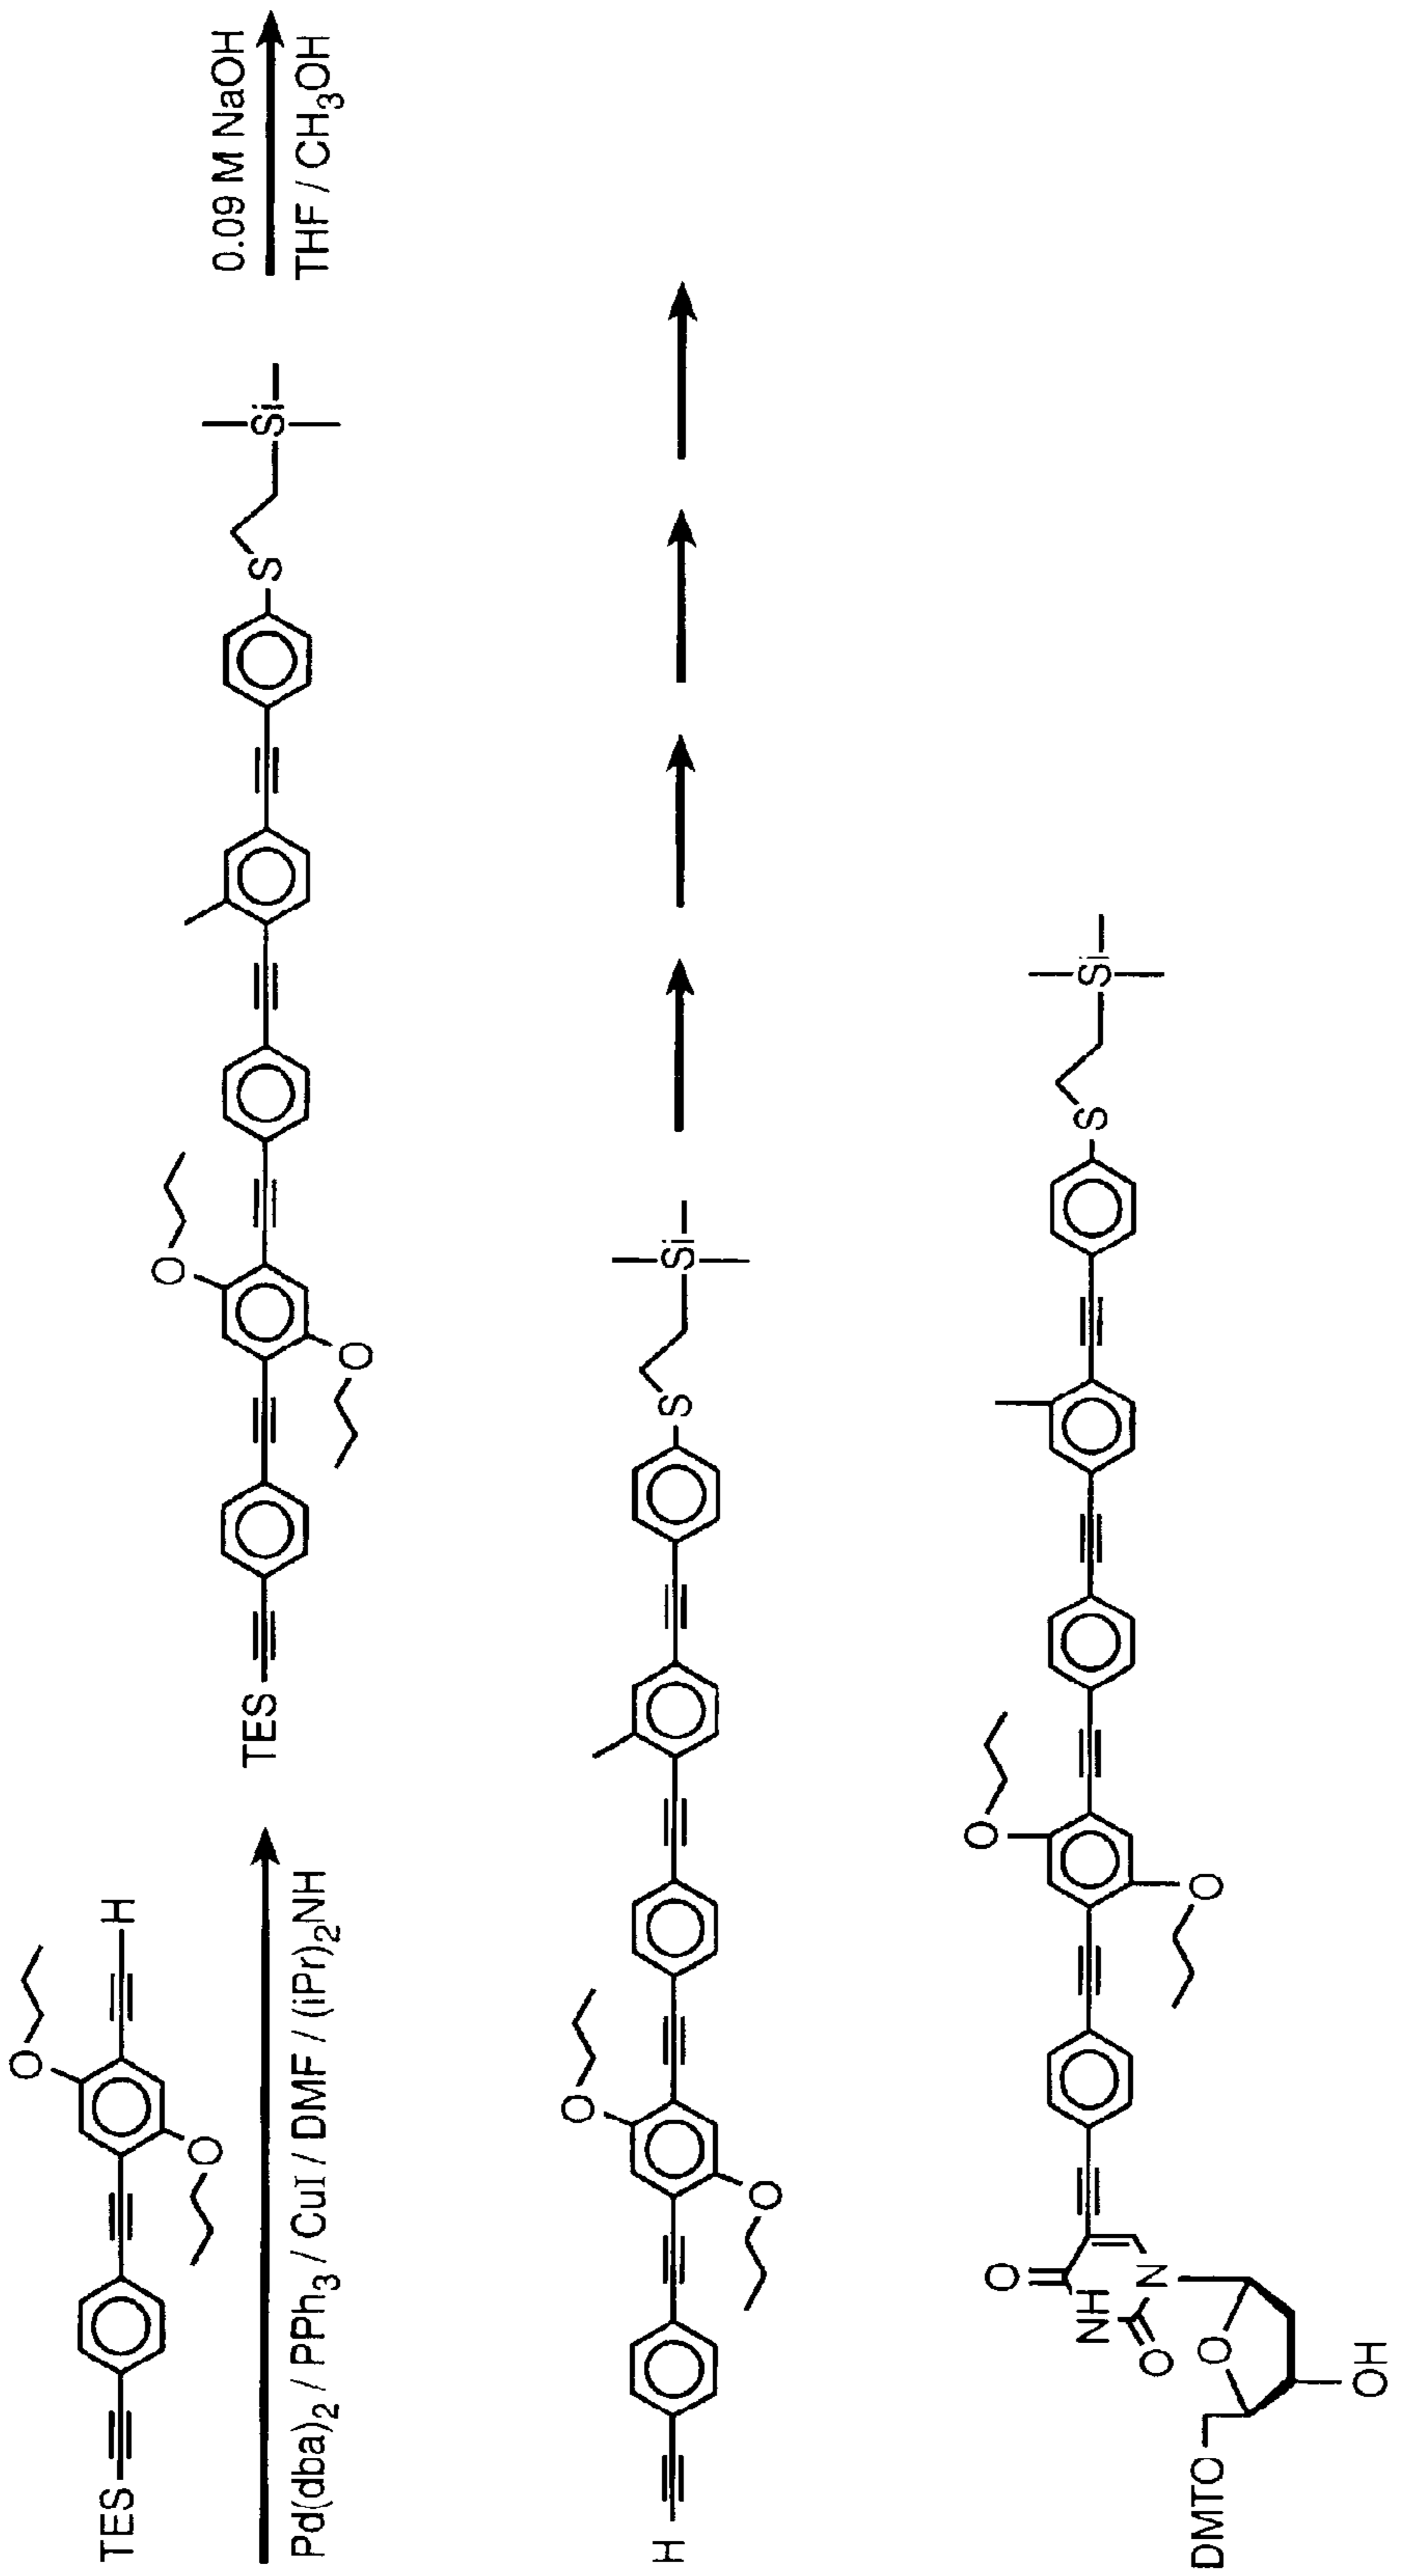 TES H
O
O
Pd(dba)2 / PPh3 / CuI / DMF / (iPr)2NH
TES O O S Si
0.09 M NaOH
THF / CH3OH
H O O S Si
DMTO O OH O NH O N O O S Si